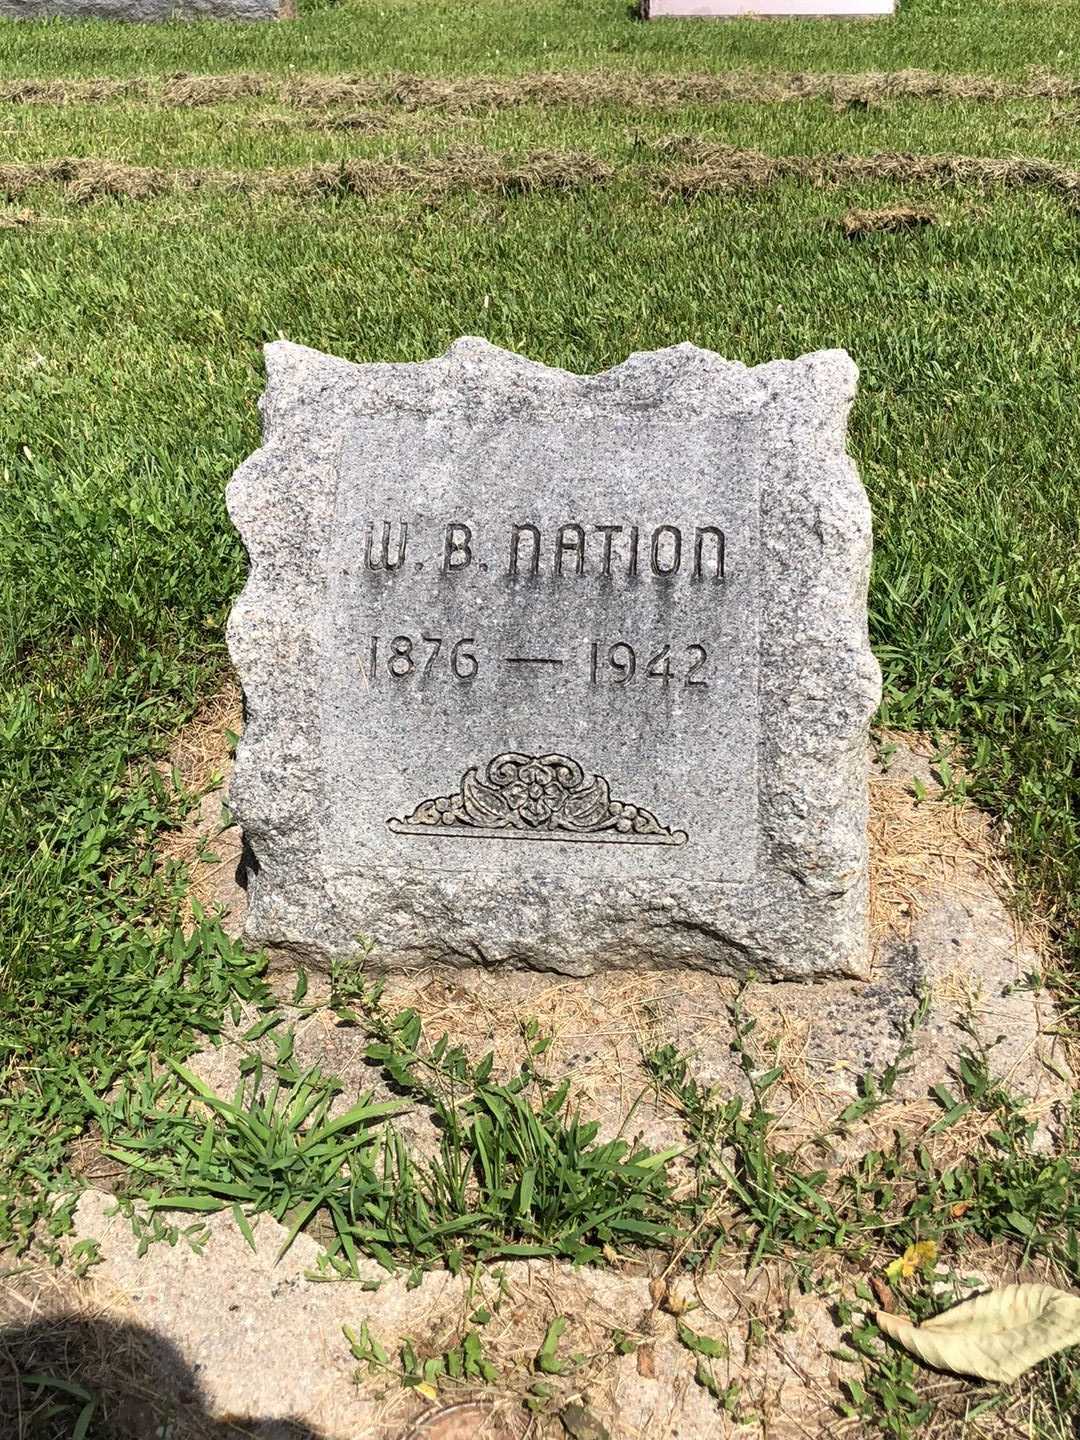 W. B. NATION
1876 — 1942